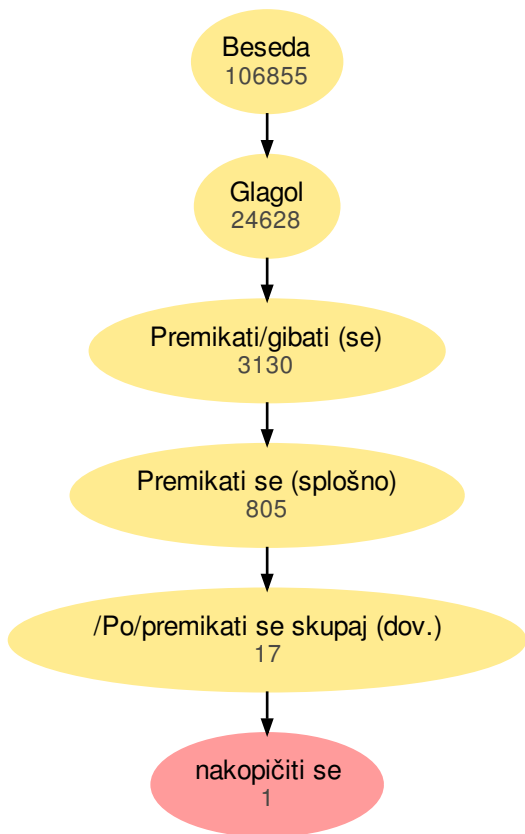 Beseda
106855
Glagol
24628
Premikati/gibati (se)
3130
Premikati se (splošno)
805
/Po/premikati se skupaj (dov.)
17
nakopičiti se
1